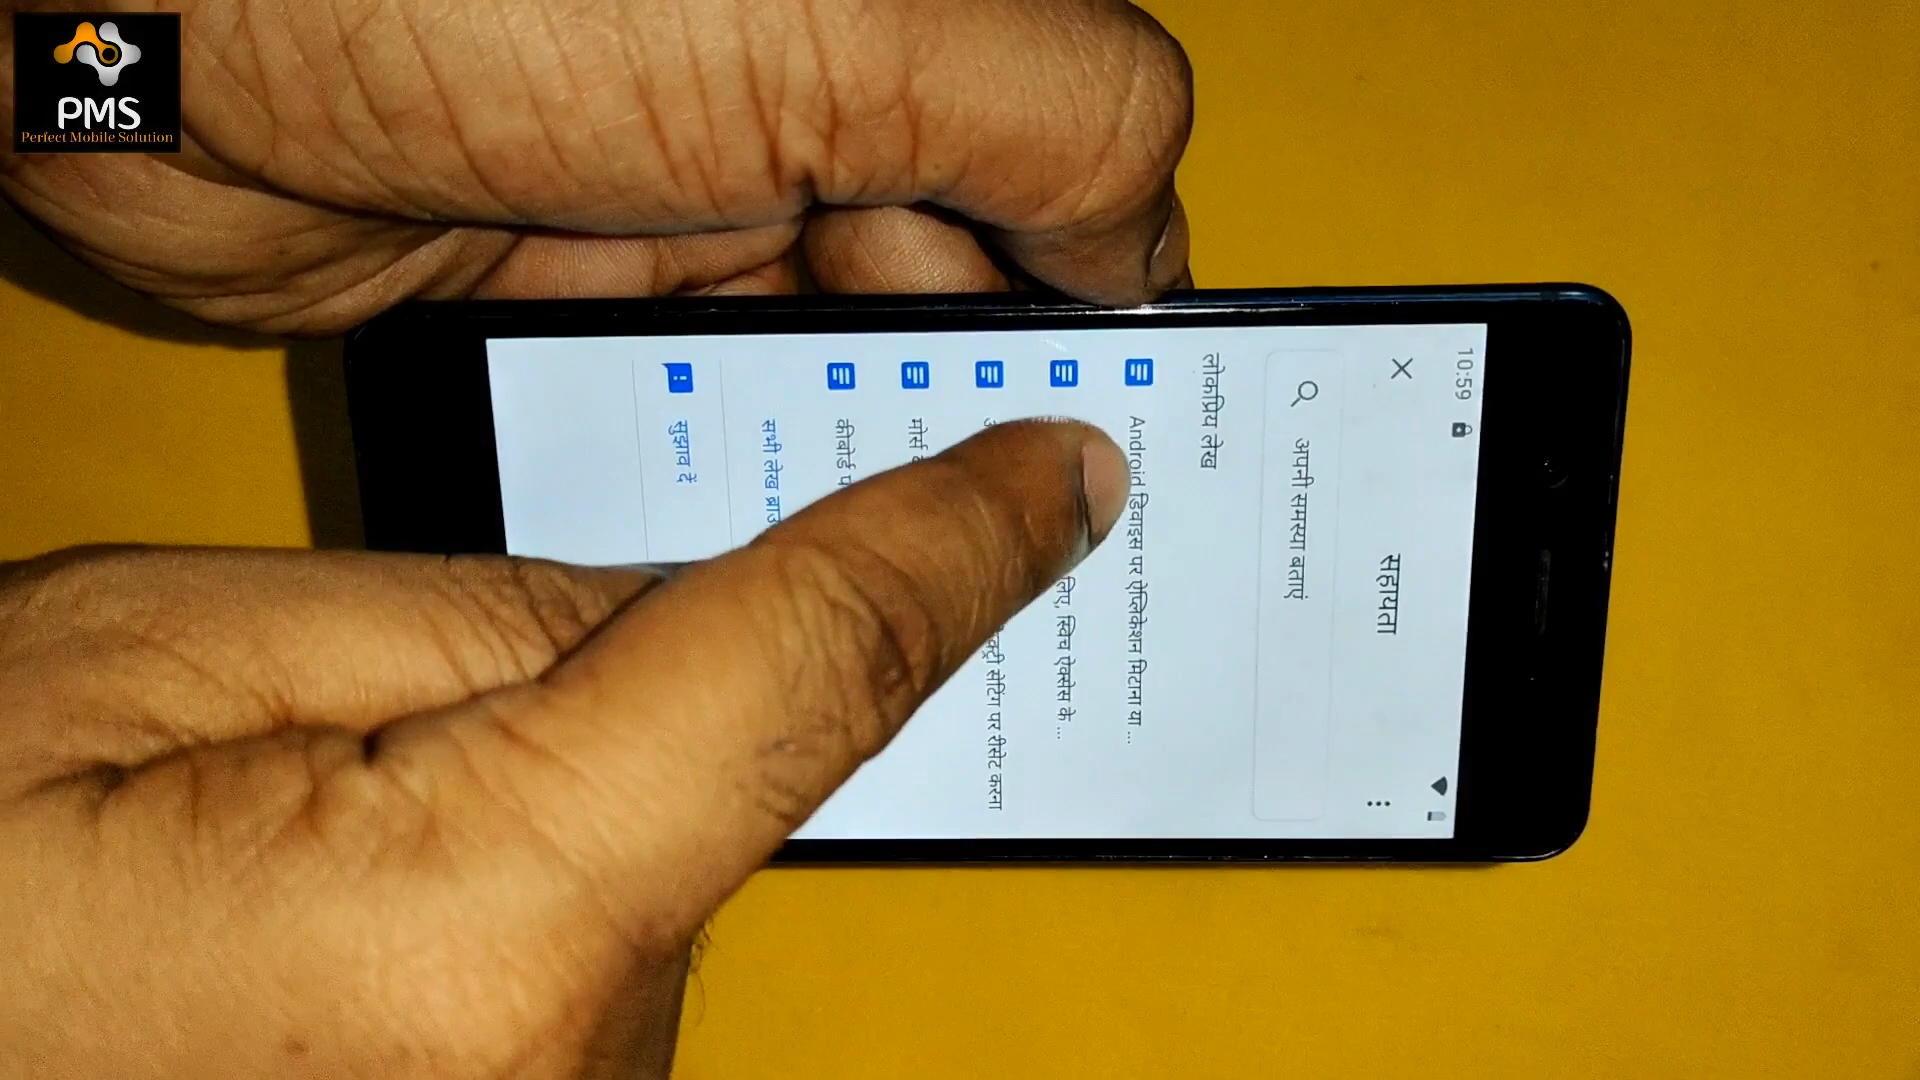 PMS
Perfect Mobile Solution
10:59
सहायता
अपनी समस्या बताएं
लोकप्रिय लेख
Android डिवाइस पर ऐप्लिकेशन मिटाना या ...
लिए, स्विच ऐक्सेस के ...
सेटिंग पर रीसेट करना
मोर्स
कीबोर्ड
सभी लेख
सुझाव दें